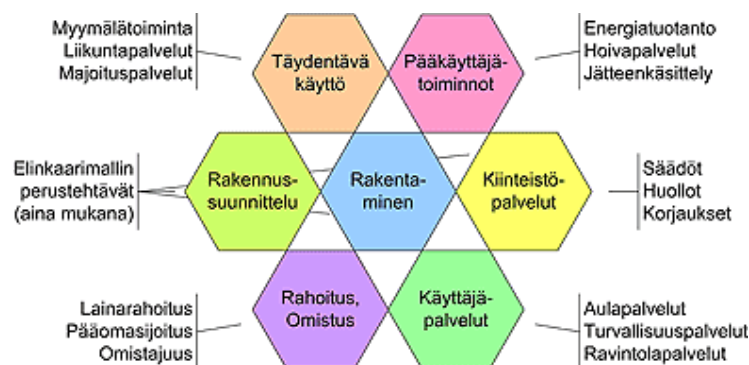 Myymälätoiminta
Liikuntapalvelut
Majoituspalvelut
Täydentävä
käyttö
Pääkäyttäjä-
toiminnot
Energiatuotanto
Hoivapalvelut
Jätteenkäsittely
Elinkaarimallin
perustehtävät
(aina mukana)
Rakennus-
suunnittelu
Rakenta-
minen
Kiinteistö-
palvelut
Säädöt
Huollot
Korjaukset
Lainarahoitus
Pääomasijoitus
Omistajuus
Rahoitus,
Omistus
Käyttäjä-
palvelut
Aulapalvelut
Turvallisuuspalvelut
Ravintolapalvelut